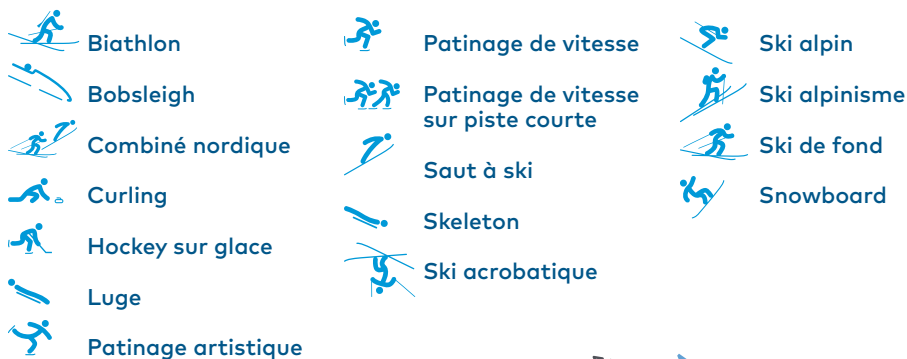 Biathlon
Bobsleigh
Combiné nordique
Curling
Hockey sur glace
Luge
Patinage artistique
Patinage de vitesse
Patinage de vitesse
sur piste courte
Saut à ski
Skeleton
Ski acrobatique
Ski alpin
Ski alpinisme
Ski de fond
Snowboard